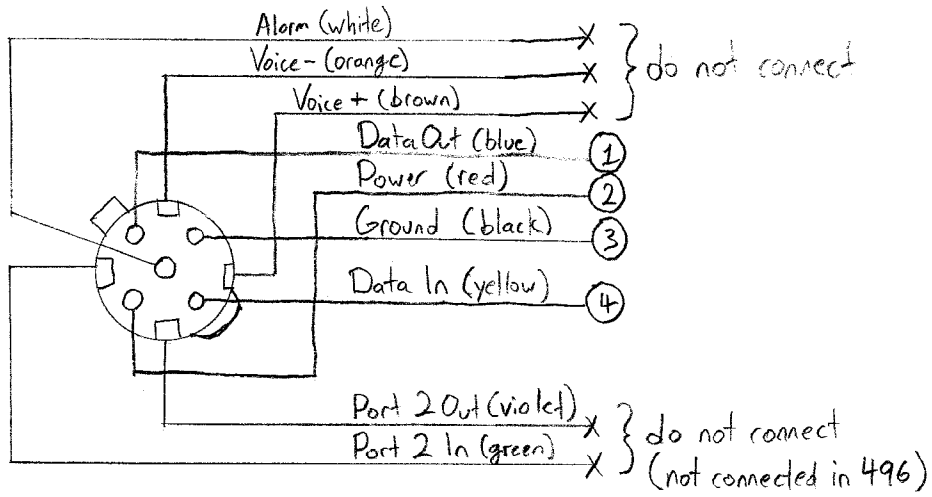 Alarm (white)
Voice- (orange)
Voice + (brown)
do not connect
Data Out (blue)
1
Power (red)
2
Ground (black)
3
Data In (yellow)
4
Port 2 Out (violet)
Port 2 In (green)
do not connect
(not connected in 496)